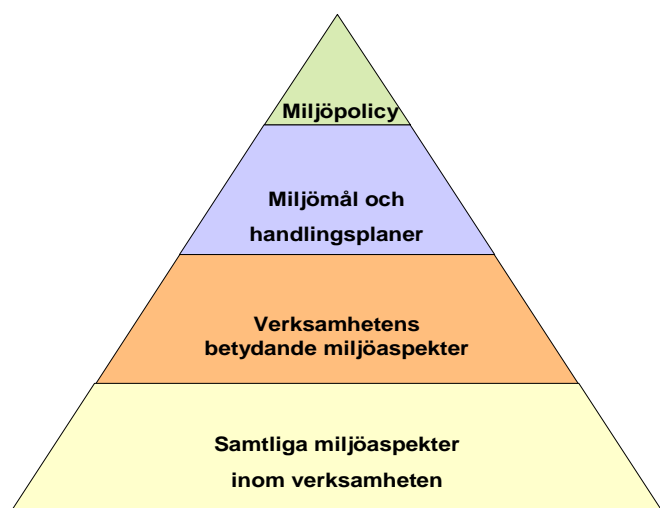 Miljöpolicy
Miljömål och
handlingsplaner
Verksamhetens
betydande miljöaspekter
Samtliga miljöaspekter
inom verksamheten